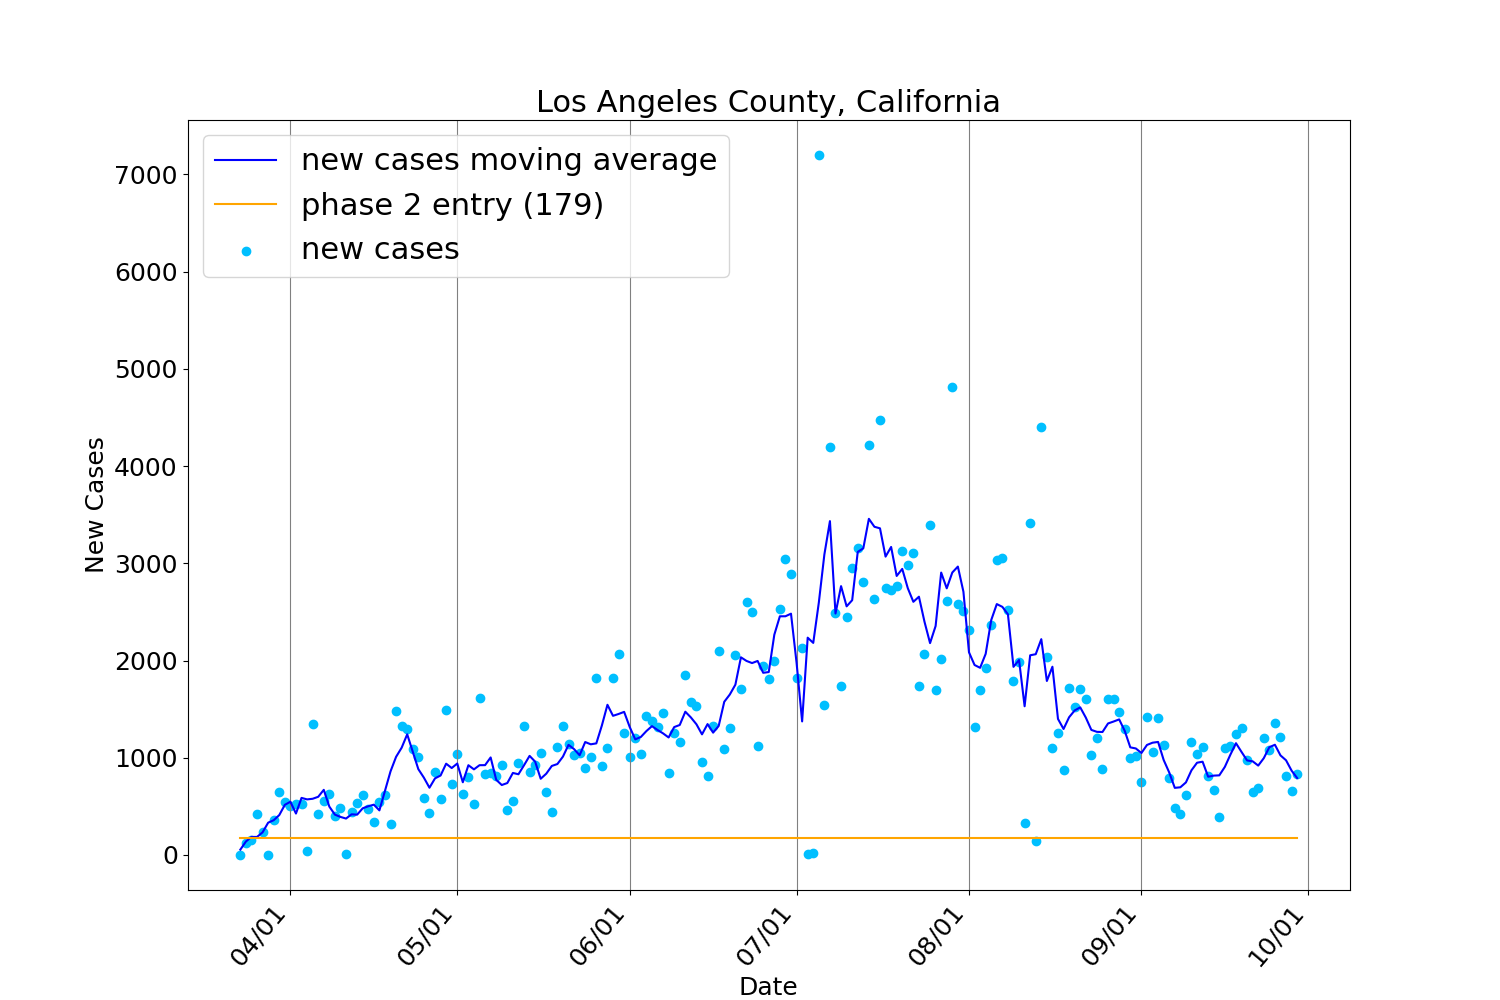 Los Angeles County, California
new cases moving average
phase 2 entry (179)
new cases
7000
6000
5000
4000
3000
2000
1000
0
New Cases
04/01
05/01
06/01
07/01
08/01
09/01
10/01
Date